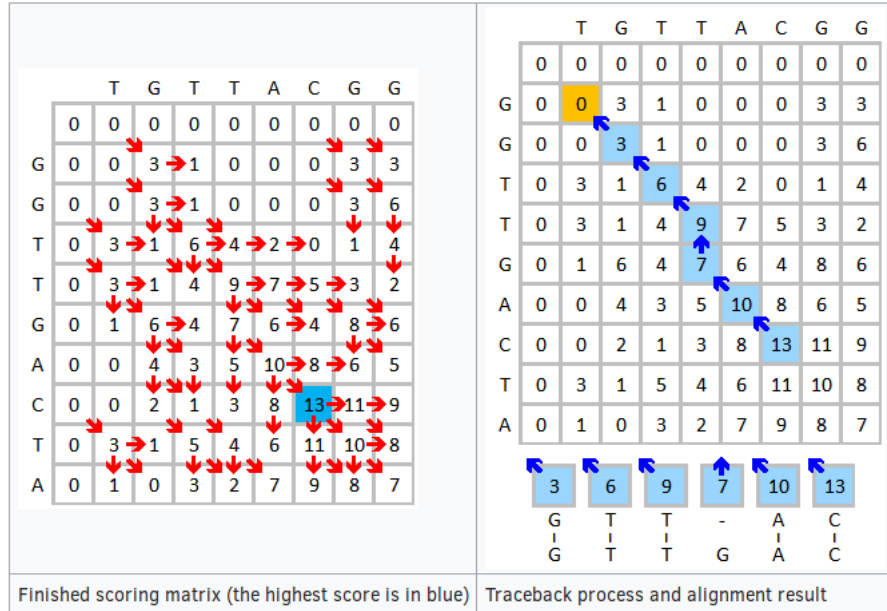 T G T T A C G G
0 0 0 0 0 0 0 0 0
G 0 0 3 1 0 0 0 3 3
G 0 0 3 1 0 0 0 3 6
T 0 3 1 6 4 2 0 1 4
T 0 3 1 4 9 7 5 3 2
G 0 1 6 4 7 6 4 8 6
A 0 0 4 3 5 10 8 6 5
C 0 0 2 1 3 8 13 11 9
T 0 3 1 5 4 6 11 10 8
A 0 1 0 3 2 7 9 8 7
Finished scoring matrix (the highest score is in blue)
T G T T A C G G
0 0 0 0 0 0 0 0 0
G 0 0 3 1 0 0 0 3 3
G 0 0 3 1 0 0 0 3 6
T 0 3 1 6 4 2 0 1 4
T 0 3 1 4 9 7 5 3 2
G 0 1 6 4 7 6 4 8 6
A 0 0 4 3 5 10 8 6 5
C 0 0 2 1 3 8 13 11 9
T 0 3 1 5 4 6 11 10 8
A 0 1 0 3 2 7 9 8 7
3 6 9 7 10 13
G T T - A C
G T T G A C
Traceback process and alignment result